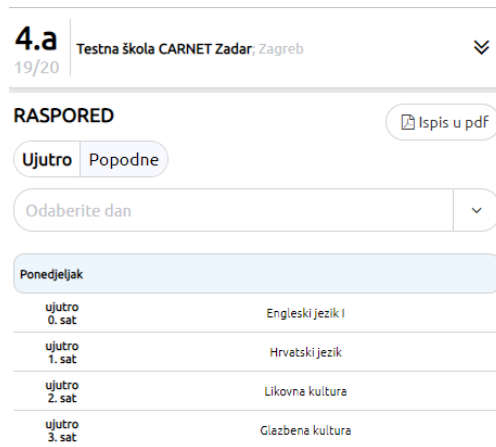 4.a
19/20
Testna škola CARNET Zadar; Zagreb
RASPORED
Ispis u pdf
Ujutro Popodne
Odaberite dan
Ponedjeljak
ujutro
0. sat
Engleski jezik I
ujutro
1. sat
Hrvatski jezik
ujutro
2. sat
Likovna kultura
ujutro
3. sat
Glazbena kultura